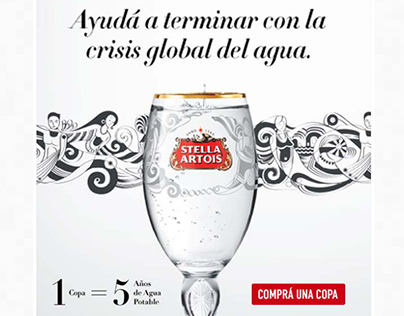 Ayudá a terminar con la
crisis global del agua.
STELLA
ARTOIS
1 Copa = 5 Años
de Agua
Potable
COMPRÁ UNA COPA